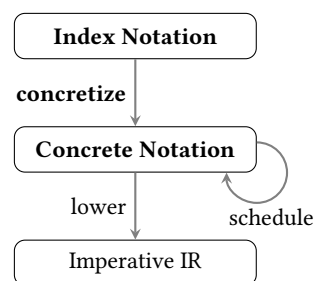 Index Notation
concretize
Concrete Notation
lower
schedule
Imperative IR